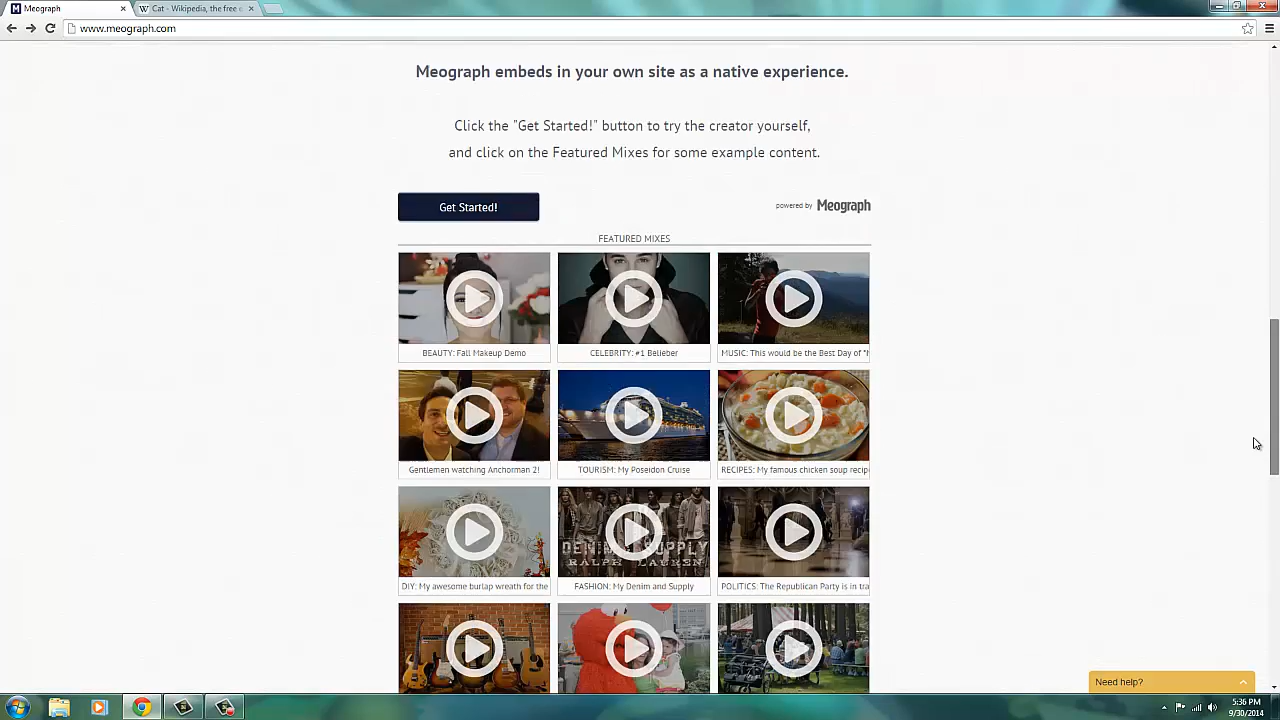 Meograph
Cat - Wikipedia, the free e
www.meograph.com
Meograph embeds in your own site as a native experience.
Click the "Get Started!" button to try the creator yourself,
and click on the Featured Mixes for some example content.
Get Started!
powered by Meograph
FEATURED MIXES
BEAUTY: Fall Makeup Demo
CELEBRITY: #1 Belieber
MUSIC: This would be the Best Day of *
Gentlemen watching Anchorman 2!
TOURISM: My Poseidon Cruise
RECIPES: My famous chicken soup recip
DENIM & SUPPLY
RALPH LAUREN
DIY: My awesome burlap wreath for the
FASHION: My Denim and Supply
POLITICS: The Republican Party is in tra
Need help?
5:36 PM
9/30/2014